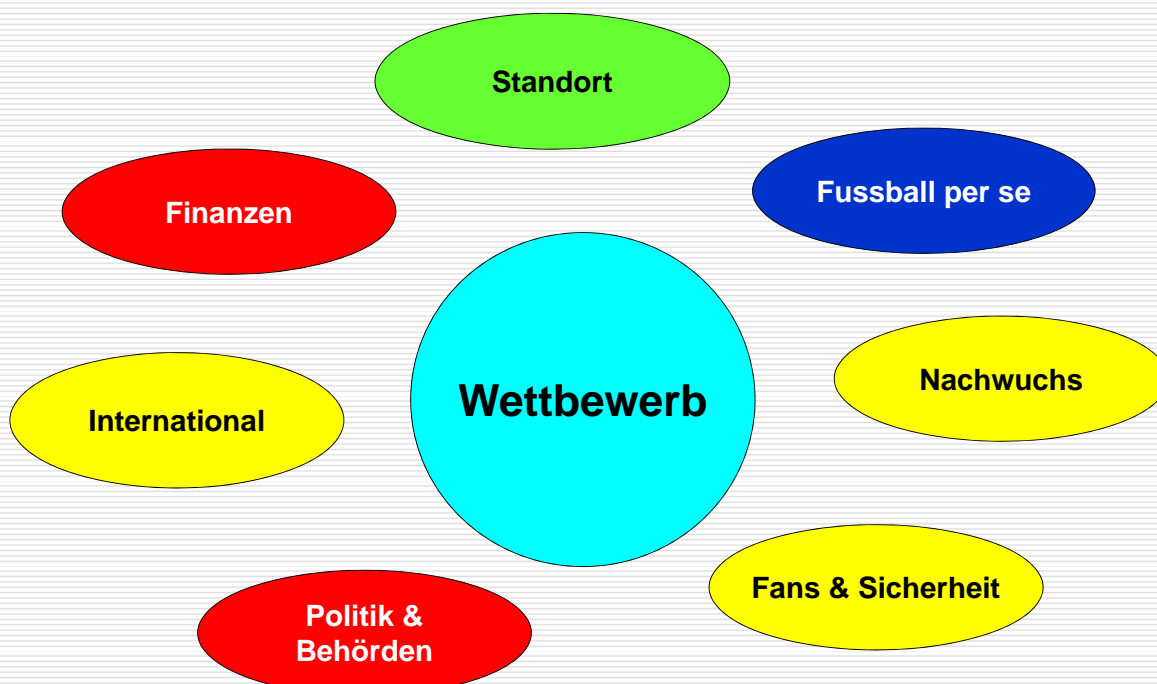 Standort
Fussball per se
Finanzen
Wettbewerb
Nachwuchs
International
Fans & Sicherheit
Politik &
Behörden